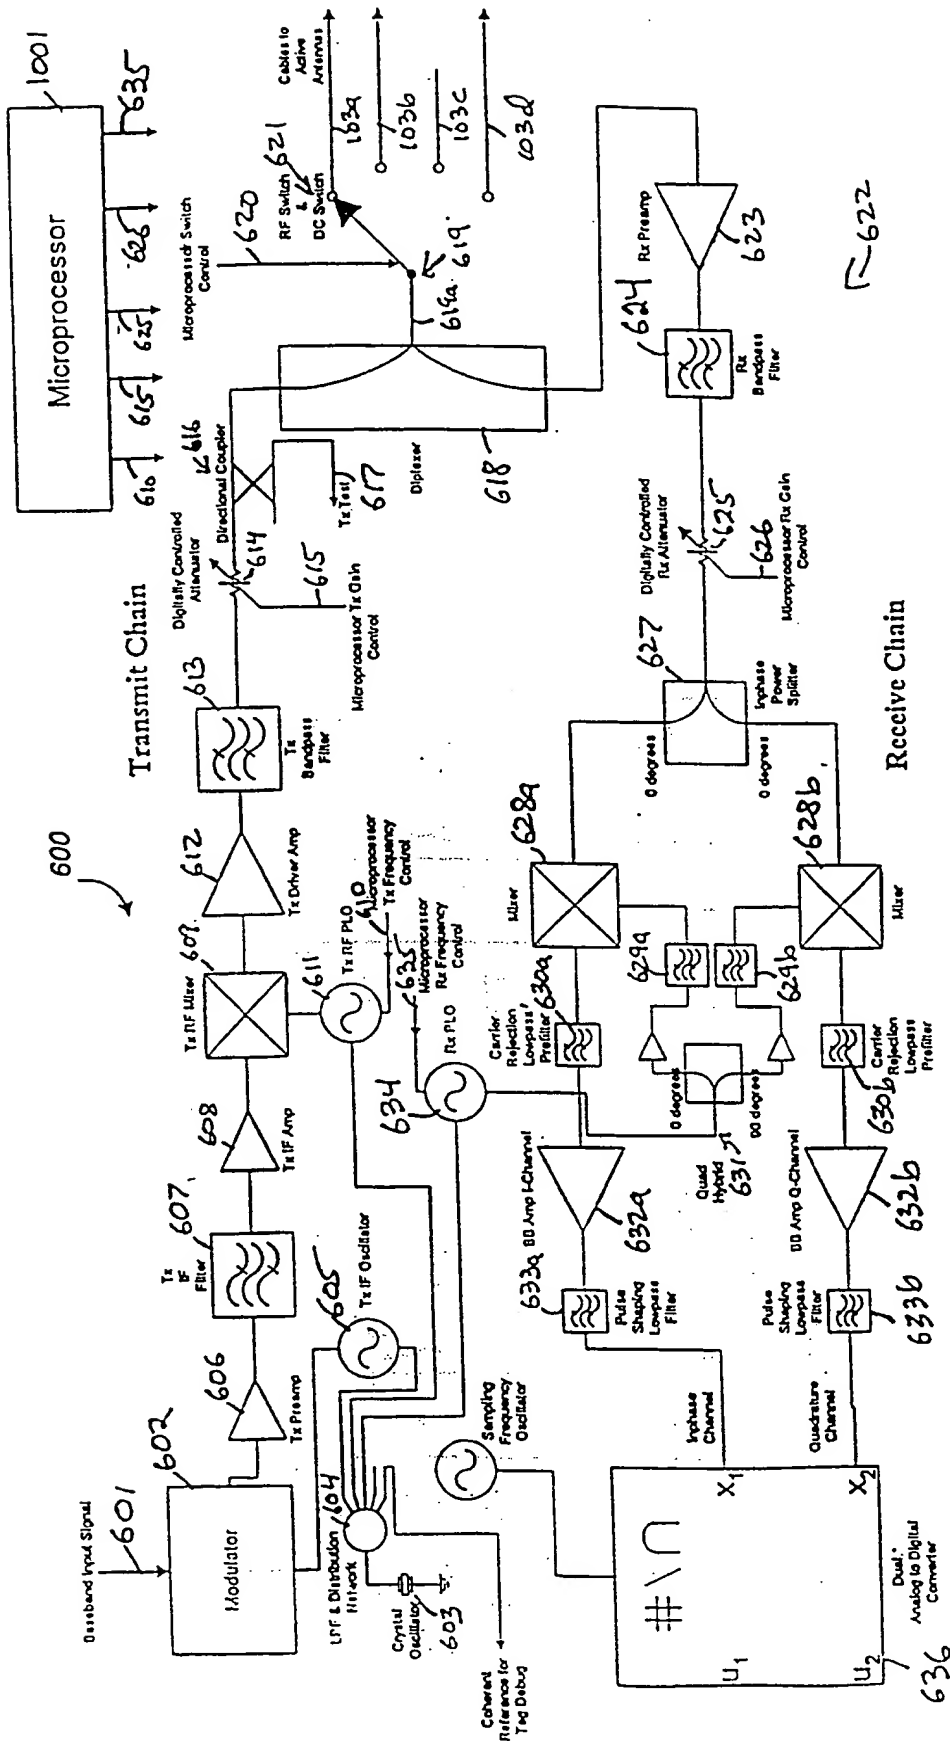 1001
Microprocessor
610
615
625
626
635
600
Transmit Chain
Baseband Input Signal
601
602
Modulator
606
Tx Preamp
607
Tx
IF
Filter
608
Tx IF Amp
609
Tx RF Mixer
612
Tx Driver Amp
613
Tx
Bandpass
Filter
Digitally Controlled
Attenuator
614
615
Microprocessor Tx Gain
Control
Directional Coupler
616
Tx Test
617
Diplexer
618
Microprocessor Switch
Control
620
RF Switch
&
DC Switch
621
619
619a
Cables to
Active
Antennas
103a
103b
103c
103d
611
Tx RF PLO
610
Microprocessor
Tx Frequency
Control
635
Microprocessor
Rx Frequency
Control
Rx PLO
634
605
Tx IF Oscillator
LPF & Distribution
Network
604
Crystal
Oscillator
603
Coherent
Reference for
Tag Debug
Sampling
Frequency
Oscillator
622
Rx Preamp
623
624
Rx
Bandpass
Filter
Digitally Controlled
Rx Attenuator
625
626
Microprocessor Rx Gain
Control
627
Inphase
Power
Splitter
0 degrees
0 degrees
Receive Chain
628a
Mixer
628b
Mixer
629a
629b
630a
Carrier
Rejection
Lowpass
Prefilter
630b
Carrier
Rejection
Lowpass
Prefilter
0 degrees
90 degrees
Quad
Hybrid
631
BB Amp I-Channel
632a
BB Amp Q-Channel
632b
633a
Pulse
Shaping
Lowpass
Filter
Pulse
Shaping
Lowpass
Filter
633b
Inphase
Channel
Quadrature
Channel
X1
X2
U1
U2
# \ ∩
Dual
Analog to Digital
Converter
636